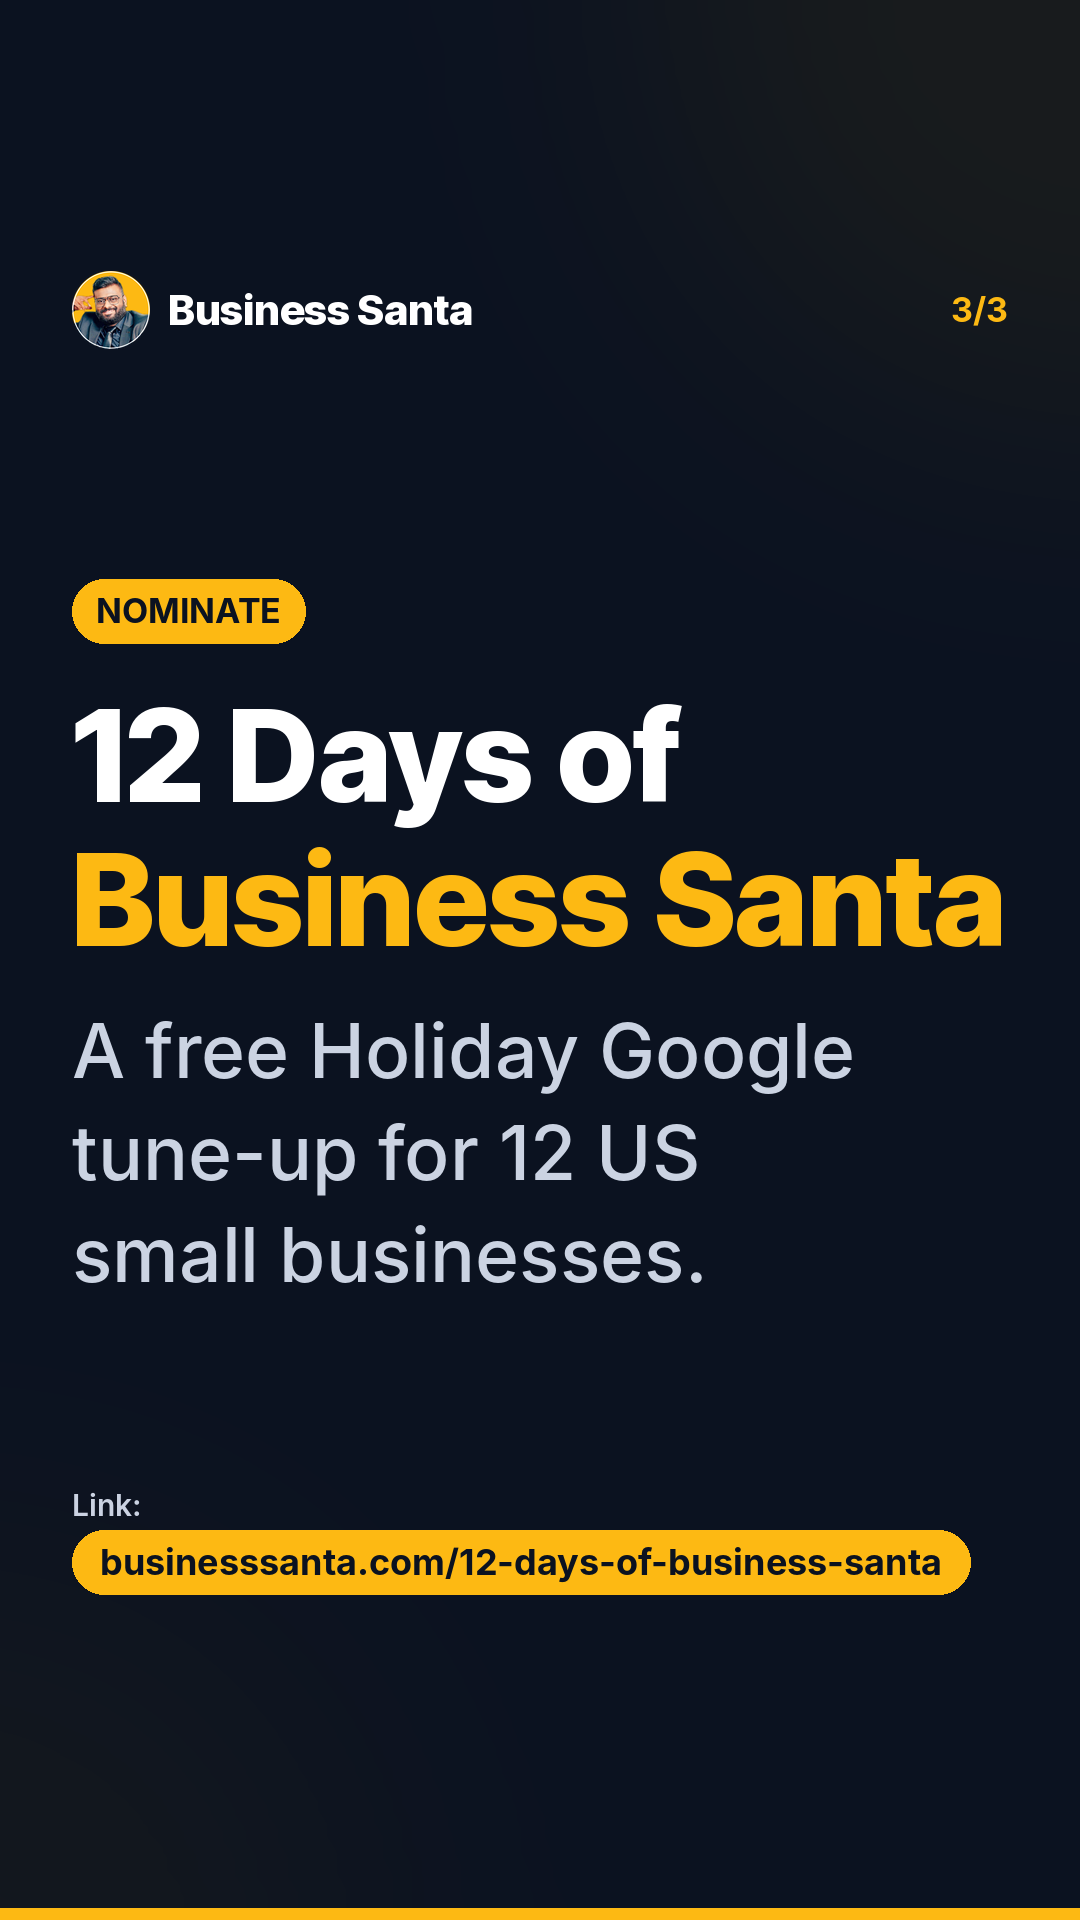 Business Santa
3/3
NOMINATE
12 Days of
Business Santa
A free Holiday Google
tune-up for 12 US
small businesses.
Link:
businesssanta.com/12-days-of-business-santa